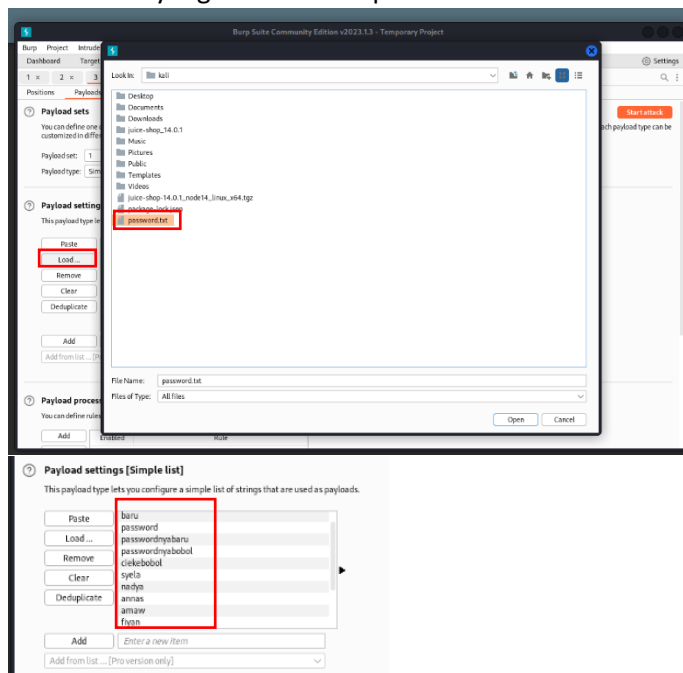 Burp Suite Community Edition v2023.1.3 - Temporary Project
Burp Project Intrude
Dashboard Target
Settings
1 × 2 × 3
Positions Payloads
Payload sets
Start attack
You can define one
ach payload type can be
customized in differ
Payload set: 1
Payload type: Sim
Payload setting
This payload type le
Paste
Load ...
Remove
Clear
Deduplicate
Add
Add from list ... [Pr
Payload proces
You can define rules
Add Enabled Rule
Look In: kali
Desktop
Documents
Downloads
juice-shop_14.0.1
Music
Pictures
Public
Templates
Videos
juice-shop-14.0.1_node14_linux_x64.tgz
package-lock.json
password.txt
File Name: password.txt
Files of Type: All files
Open Cancel
Payload settings [Simple list]
This payload type lets you configure a simple list of strings that are used as payloads.
Paste
Load ...
Remove
Clear
Deduplicate
baru
password
passwordnyabaru
passwordnyabobol
ciekebobol
syela
nadya
annas
amaw
fiyan
Add Enter a new item
Add from list ... [Pro version only]